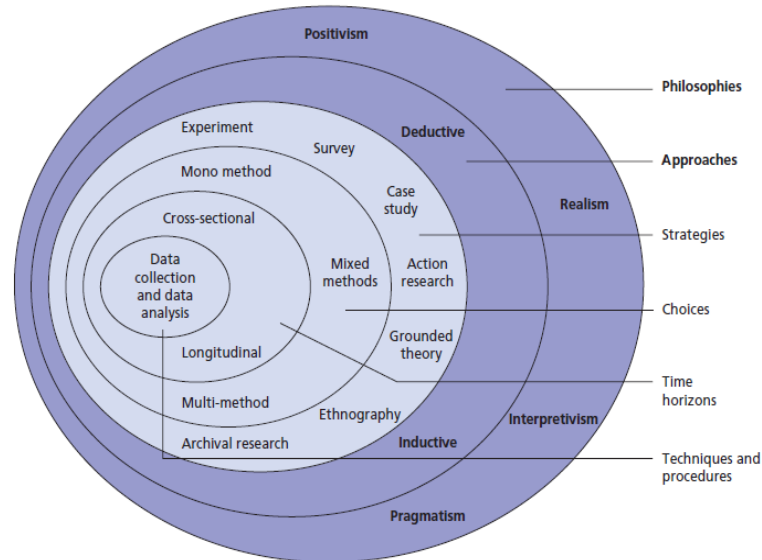 Positivism
Philosophies
Experiment
Deductive
Survey
Approaches
Mono method
Case
study
Realism
Cross-sectional
Strategies
Data
collection
and data
analysis
Mixed
methods
Action
research
Choices
Grounded
theory
Longitudinal
Time
horizons
Multi-method
Ethnography
Interpretivism
Archival research
Inductive
Techniques and
procedures
Pragmatism